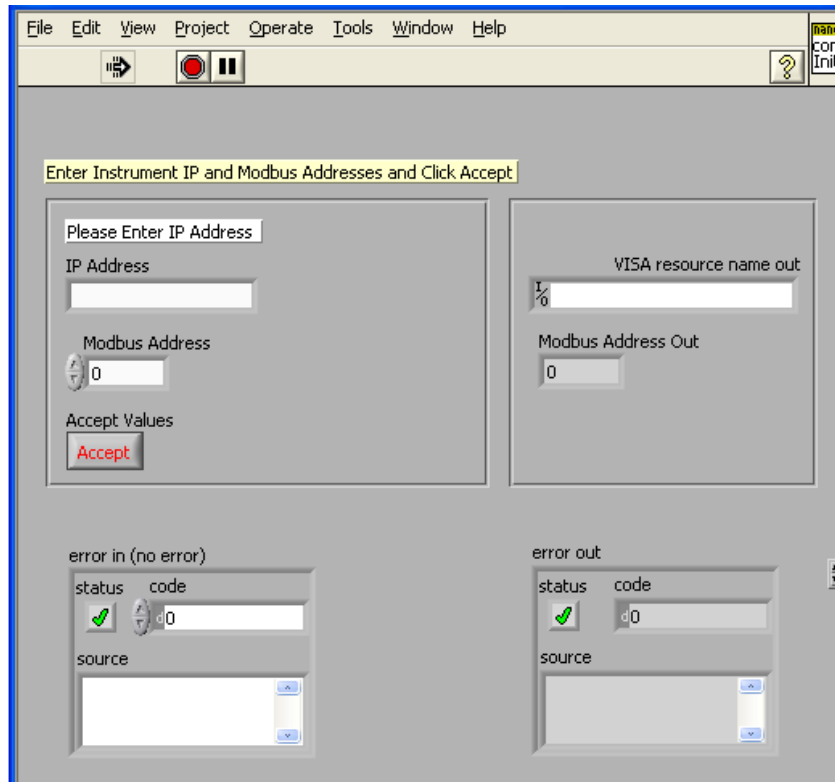 File Edit View Project Operate Tools Window Help
Enter Instrument IP and Modbus Addresses and Click Accept
Please Enter IP Address
IP Address
Modbus Address
0
Accept Values
Accept
VISA resource name out
I/O
Modbus Address Out
0
error in (no error)
status code
d0
source
error out
status code
d0
source